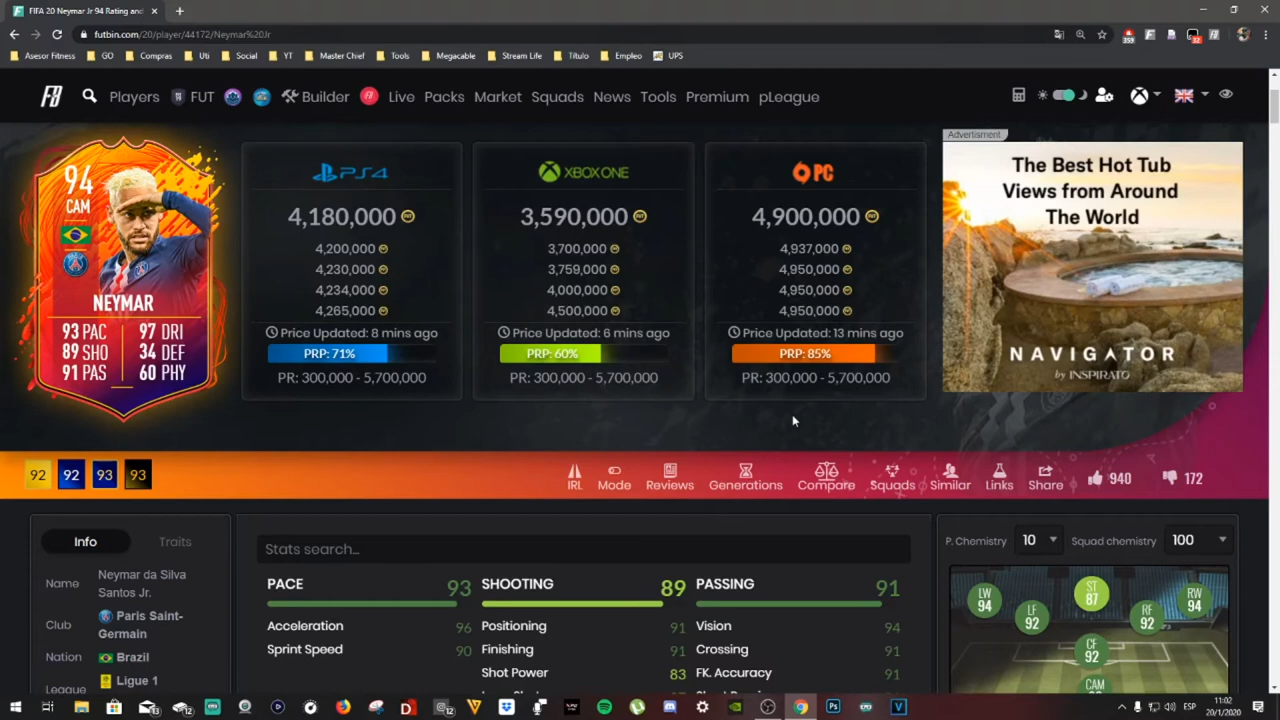 FIFA 20 Neymar Jr 94 Rating and
futbin.com/20/player/44172/Neymar%20Jr
359
32
Asesor Fitness
GO
Compras
Uti
Social
YT
Master Chief
Tools
Megacable
Stream Life
Título
Empleo
UPS
Players
FUT
Builder
Live
Packs
Market
Squads
News
Tools
Premium
pLeague
94
CAM
NEYMAR
93 PAC
97 DRI
89 SHO
34 DEF
91 PAS
60 PHY
PS4
4,180,000
4,200,000
4,230,000
4,234,000
4,265,000
Price Updated: 8 mins ago
PRP: 71%
PR: 300,000 - 5,700,000
XBOX ONE
3,590,000
3,700,000
3,759,000
4,000,000
4,500,000
Price Updated: 6 mins ago
PRP: 60%
PR: 300,000 - 5,700,000
PC
4,900,000
4,937,000
4,950,000
4,950,000
4,950,000
Price Updated: 13 mins ago
PRP: 85%
PR: 300,000 - 5,700,000
Advertisment
The Best Hot Tub
Views from Around
The World
NAVIGATOR
by INSPIRATO
92
92
93
93
IRL
Mode
Reviews
Generations
Compare
Squads
Similar
Links
Share
940
172
Info
Traits
Name
Neymar da Silva
Santos Jr.
Club
Paris Saint-
Germain
Nation
Brazil
League
Ligue 1
Stats search...
PACE 93
Acceleration 96
Sprint Speed 90
SHOOTING 89
Positioning 91
Finishing 91
Shot Power 83
PASSING 91
Vision 94
Crossing 91
FK. Accuracy 91
P. Chemistry
10
Squad chemistry
100
LW
94
LF
92
ST
87
RF
92
RW
94
CF
92
CAM
ESP
11:02
20/1/2020